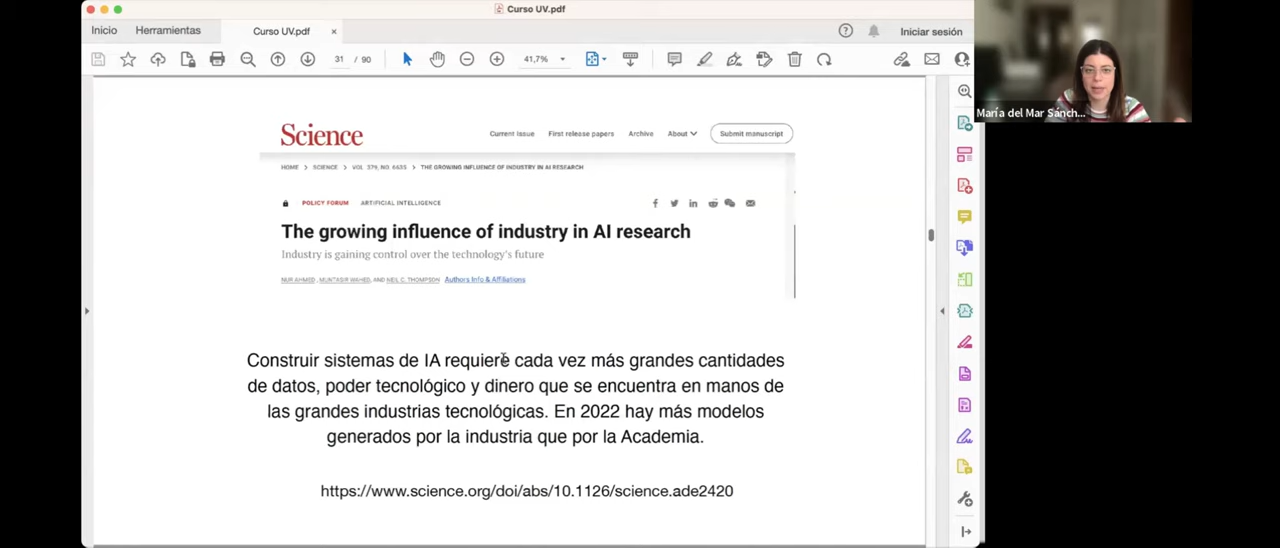 Curso UV.pdf
Inicio
Herramientas
Curso UV.pdf
×
Iniciar sesión
31 / 90
41,7%
María del Mar Sánch...
Science
Current Issue
First release papers
Archive
About
Submit manuscript
HOME > SCIENCE > VOL. 379, NO. 6635 > THE GROWING INFLUENCE OF INDUSTRY IN AI RESEARCH
POLICY FORUM
ARTIFICIAL INTELLIGENCE
The growing influence of industry in AI research
Industry is gaining control over the technology's future
NUR AHMED, MUNTASIR WAHED, AND NEIL C. THOMPSON
Authors Info & Affiliations
Construir sistemas de IA requiere cada vez más grandes cantidades
de datos, poder tecnológico y dinero que se encuentra en manos de
las grandes industrias tecnológicas. En 2022 hay más modelos
generados por la industria que por la Academia.
https://www.science.org/doi/abs/10.1126/science.ade2420